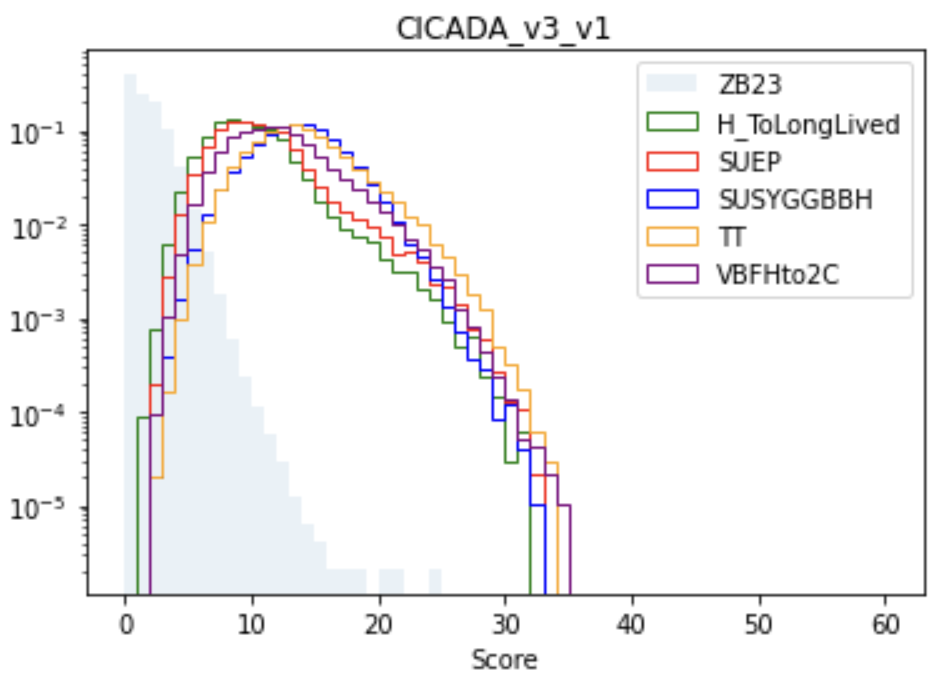 CICADA_v3_v1
ZB23
H_ToLongLived
SUEP
SUSYGGBBH
TT
VBFHto2C
10⁻¹
10⁻²
10⁻³
10⁻⁴
10⁻⁵
0 10 20 30 40 50 60
Score